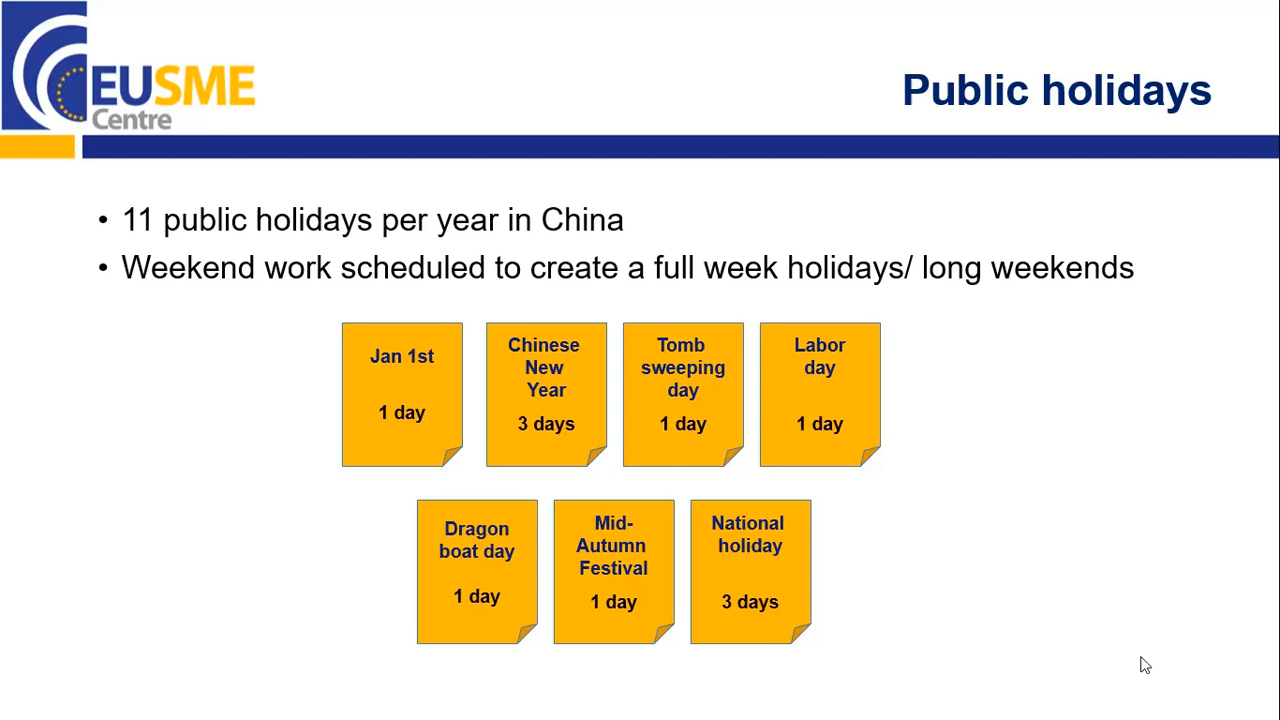 EUSME
Centre
Public holidays
• 11 public holidays per year in China
• Weekend work scheduled to create a full week holidays/ long weekends
Jan 1st
1 day
Chinese
New
Year
3 days
Tomb
sweeping
day
1 day
Labor
day
1 day
Dragon
boat day
1 day
Mid-
Autumn
Festival
1 day
National
holiday
3 days